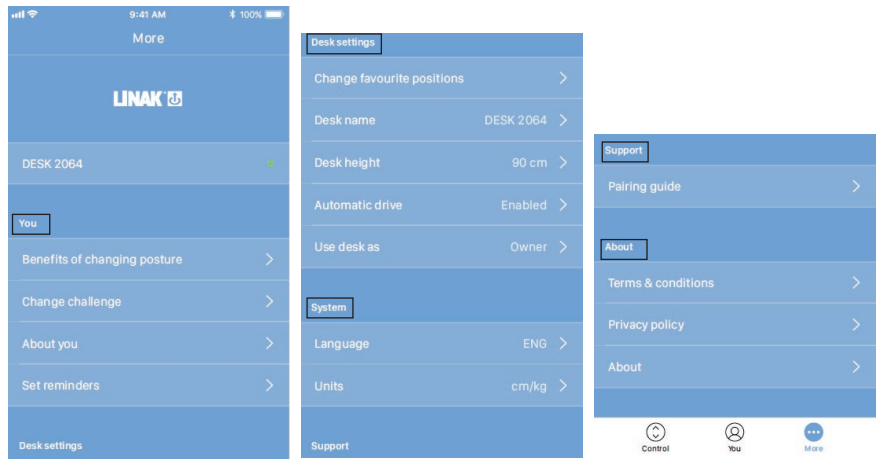 9:41 AM
100%
More
LINAK
DESK 2064
You
Benefits of changing posture
Change challenge
About you
Set reminders
Desk settings
Desk settings
Change favourite positions
Desk name DESK 2064
Desk height 90 cm
Automatic drive Enabled
Use desk as Owner
System
Language ENG
Units cm/kg
Support
Support
Pairing guide
About
Terms & conditions
Privacy policy
About
Control You More